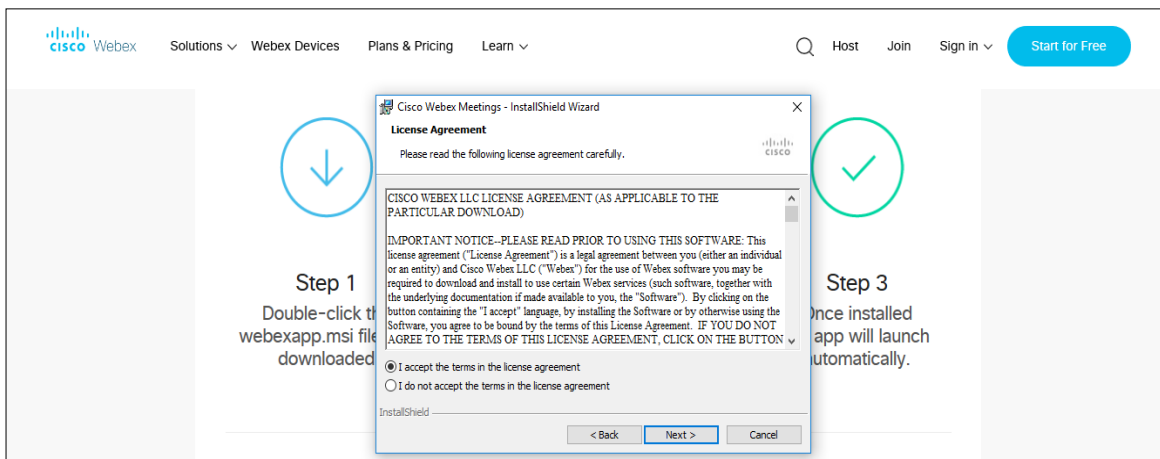 CISCO Webex Solutions Webex Devices Plans & Pricing Learn Host Join Sign in Start for Free
Cisco Webex Meetings - InstallShield Wizard
License Agreement
Please read the following license agreement carefully.
CISCO
CISCO WEBEX LLC LICENSE AGREEMENT (AS APPLICABLE TO THE
PARTICULAR DOWNLOAD)
IMPORTANT NOTICE--PLEASE READ PRIOR TO USING THIS SOFTWARE: This
license agreement ("License Agreement") is a legal agreement between you (either an individual
or an entity) and Cisco Webex LLC ("Webex") for the use of Webex software you may be
required to download and install to use certain Webex services (such software, together with
the underlying documentation if made available to you, the "Software"). By clicking on the
button containing the "I accept" language, by installing the Software or by otherwise using the
Software, you agree to be bound by the terms of this License Agreement. IF YOU DO NOT
AGREE TO THE TERMS OF THIS LICENSE AGREEMENT, CLICK ON THE BUTTON
I accept the terms in the license agreement
I do not accept the terms in the license agreement
InstallShield
< Back Next > Cancel
Step 1
Double-click
webexapp.msi
downloaded
Step 3
installed
app will launch
automatically.